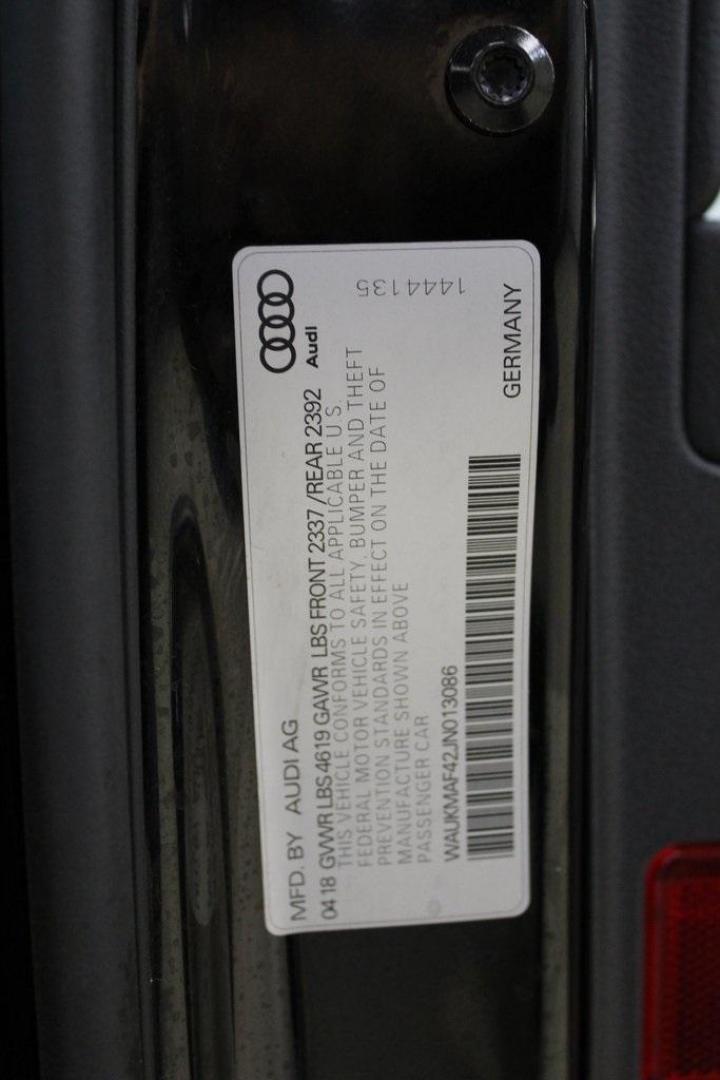 MFD. BY AUDI AG
Audi
0418 GVWR LBS 4619 GAWR LBS FRONT 2337 /REAR 2392
THIS VEHICLE CONFORMS TO ALL APPLICABLE U S.
FEDERAL MOTOR VEHICLE SAFETY, BUMPER AND THEFT
PREVENTION STANDARDS IN EFFECT ON THE DATE OF
MANUFACTURE SHOWN ABOVE
PASSENGER CAR
1444135
WAUKMAF42JN013086
GERMANY